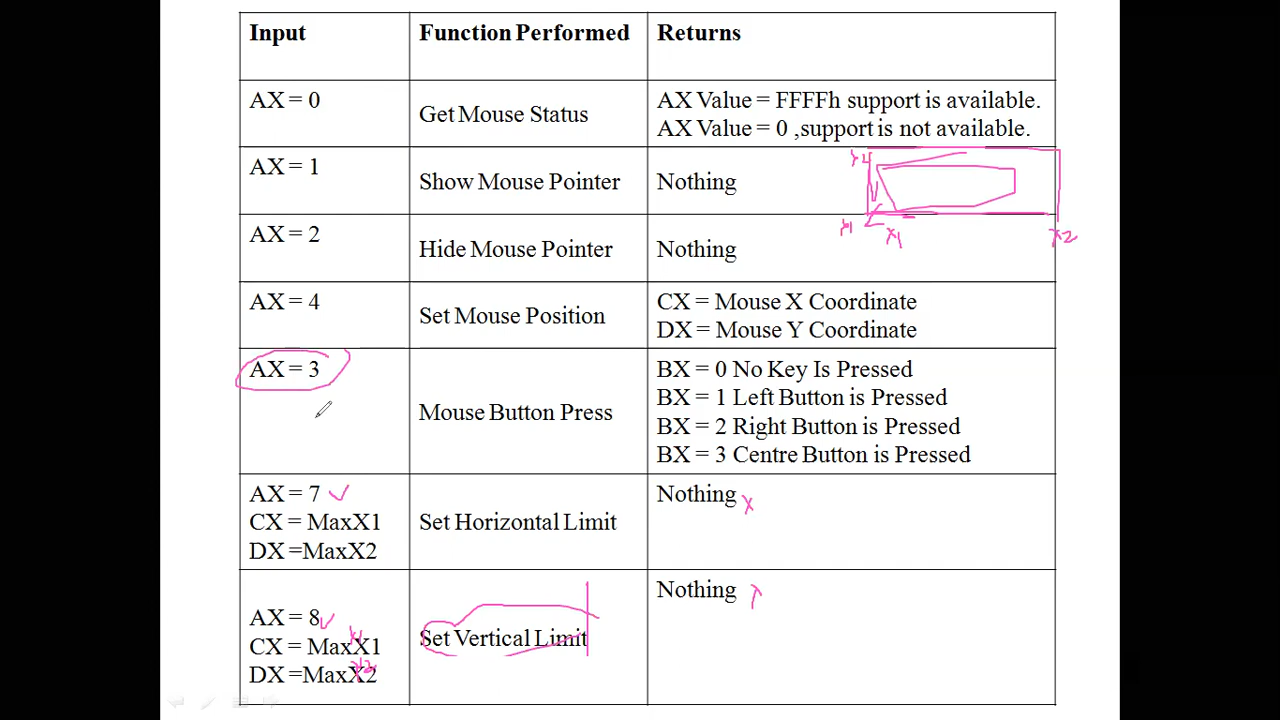 Input Function Performed Returns
AX = 0 Get Mouse Status AX Value = FFFFh support is available.
AX Value = 0 ,support is not available.
AX = 1 Show Mouse Pointer Nothing
AX = 2 Hide Mouse Pointer Nothing
AX = 4 Set Mouse Position CX = Mouse X Coordinate
DX = Mouse Y Coordinate
AX = 3 Mouse Button Press BX = 0 No Key Is Pressed
BX = 1 Left Button is Pressed
BX = 2 Right Button is Pressed
BX = 3 Centre Button is Pressed
AX = 7 Set Horizontal Limit Nothing
CX = MaxX1
DX =MaxX2
AX = 8 Set Vertical Limit Nothing
CX = MaxX1
DX =MaxX2
x1
x2